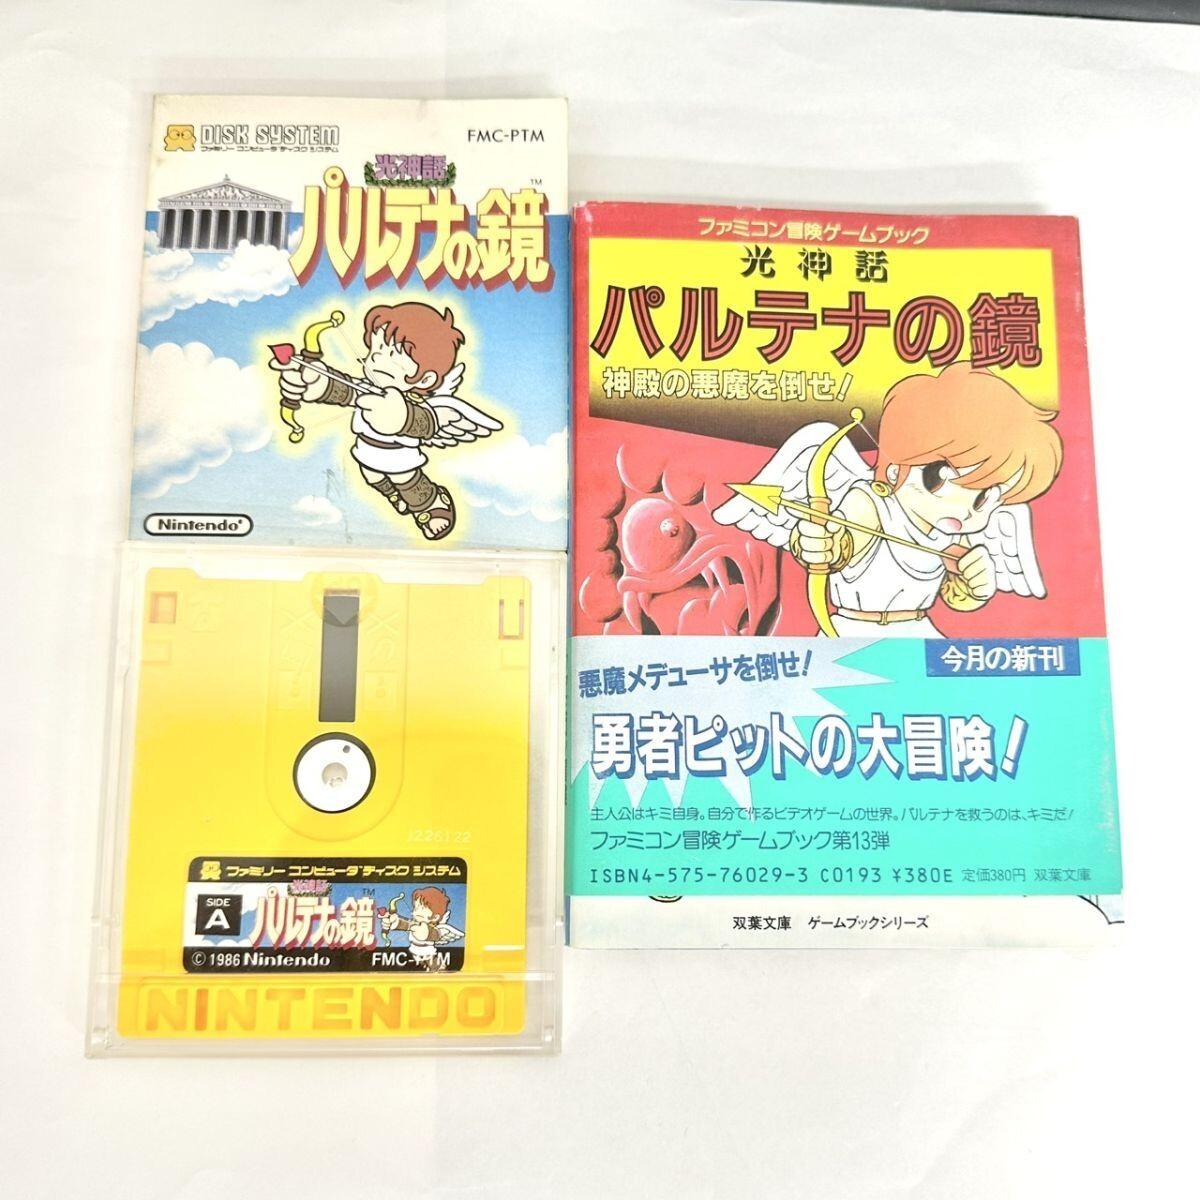 DISK SYSTEM
ファミリー コンピュータ ディスク システム
FMC-PTM
光神話
パルテナの鏡
TM
Nintendo®
J226122
ファミリー コンピュータ ディスク システム
SIDE
A
光神話
パルテナの鏡
TM
© 1986 Nintendo
FMC-PTM
NINTENDO
ファミコン冒険ゲームブック
光神話
パルテナの鏡
神殿の悪魔を倒せ!
今月の新刊
悪魔メデューサを倒せ!
勇者ピットの大冒険!
主人公はキミ自身。自分で作るビデオゲームの世界。パルテナを救うのは、キミだ!
ファミコン冒険ゲームブック第13弾
ISBN4-575-76029-3 C0193 ¥380E 定価380円 双葉文庫
双葉文庫 ゲームブックシリーズ